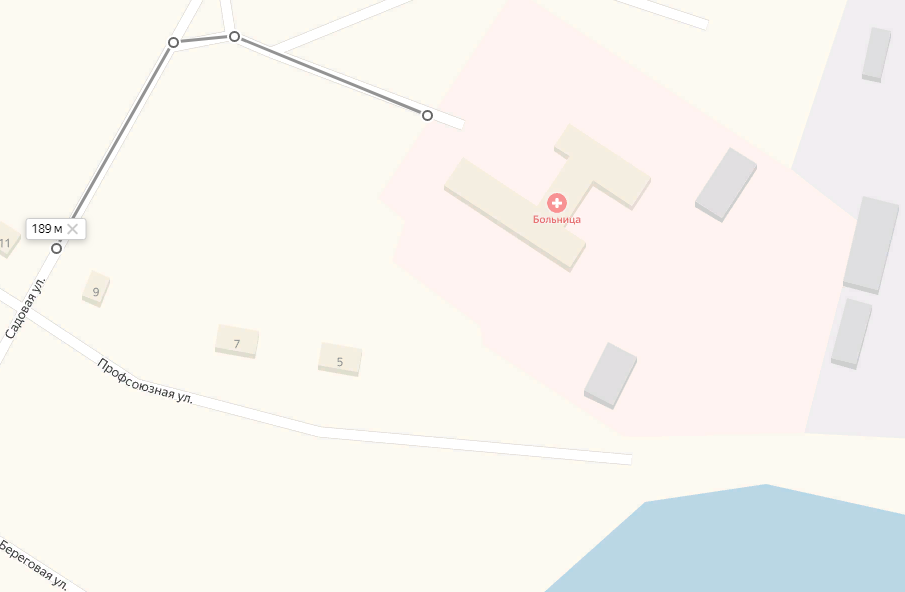 Больница
189 м
11
9
Садовая ул.
7
5
Профсоюзная ул.
Береговая ул.